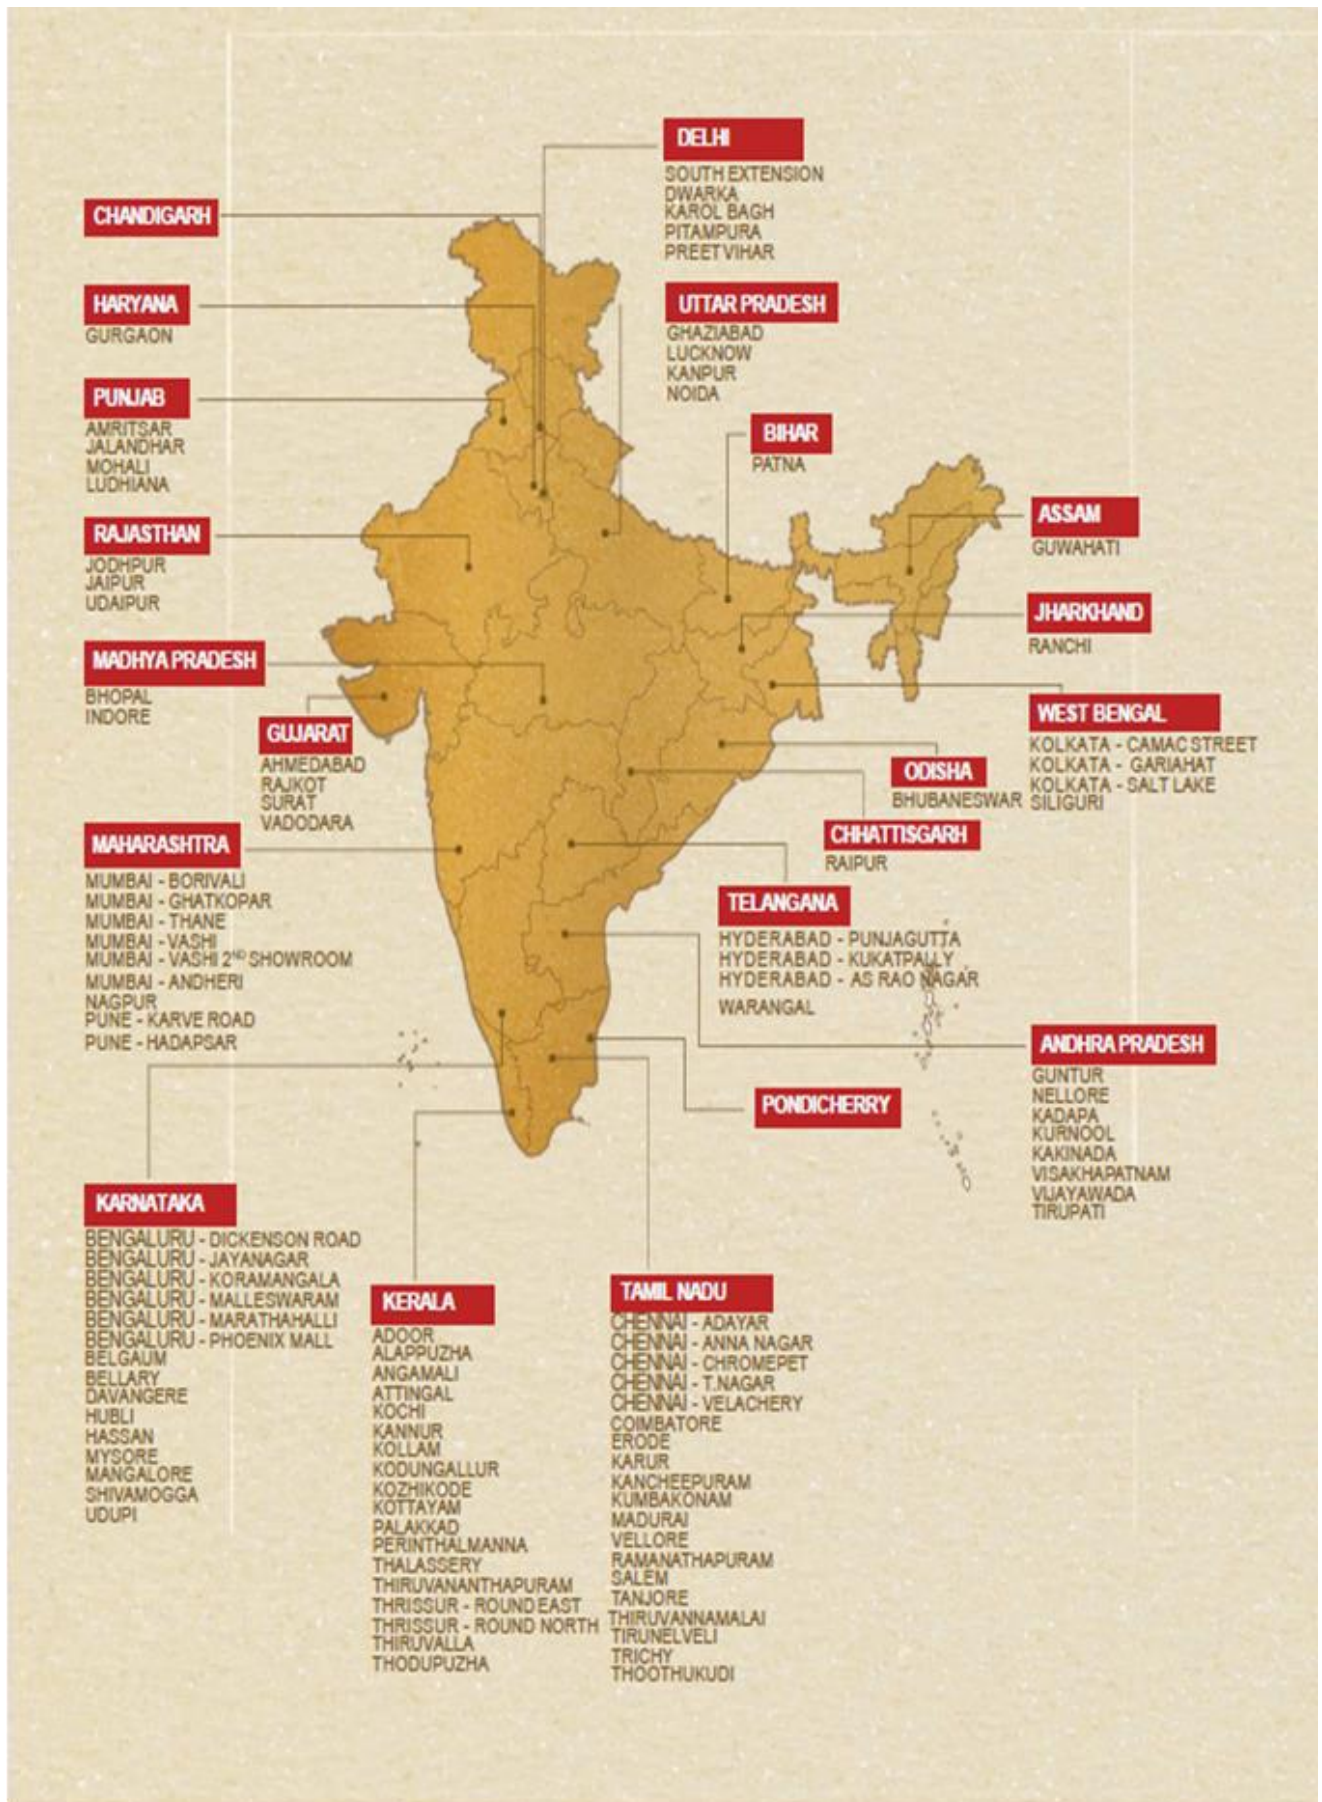 DELHI
SOUTH EXTENSION
DWARKA
KAROL BAGH
PITAMPURA
PREET VIHAR
CHANDIGARH
HARYANA
GURGAON
UTTAR PRADESH
GHAZIABAD
LUCKNOW
KANPUR
NOIDA
PUNJAB
AMRITSAR
JALANDHAR
MOHALI
LUDHIANA
BIHAR
PATNA
ASSAM
GUWAHATI
RAJASTHAN
JODHPUR
JAIPUR
UDAIPUR
JHARKHAND
RANCHI
MADHYA PRADESH
BHOPAL
INDORE
GUJARAT
AHMEDABAD
RAJKOT
SURAT
VADODARA
WEST BENGAL
KOLKATA - CAMAC STREET
KOLKATA - GARIAHAT
KOLKATA - SALT LAKE
SILIGURI
ODISHA
BHUBANESWAR
CHHATTISGARH
RAIPUR
MAHARASHTRA
MUMBAI - BORIVALI
MUMBAI - GHATKOPAR
MUMBAI - THANE
MUMBAI - VASHI
MUMBAI - VASHI 2ND SHOWROOM
MUMBAI - ANDHERI
NAGPUR
PUNE - KARVE ROAD
PUNE - HADAPSAR
TELANGANA
HYDERABAD - PUNJAGUTTA
HYDERABAD - KUKATPALLY
HYDERABAD - AS RAO NAGAR
WARANGAL
ANDHRA PRADESH
GUNTUR
NELLORE
KADAPA
KURNOOL
KAKINADA
VISAKHAPATNAM
VIJAYAWADA
TIRUPATI
PONDICHERRY
KARNATAKA
BENGALURU - DICKENSON ROAD
BENGALURU - JAYANAGAR
BENGALURU - KORAMANGALA
BENGALURU - MALLESWARAM
BENGALURU - MARATHAHALLI
BENGALURU - PHOENIX MALL
BELGAUM
BELLARY
DAVANGERE
HUBLI
HASSAN
MYSORE
MANGALORE
SHIVAMOGGA
UDUPI
KERALA
ADOOR
ALAPPUZHA
ANGAMALI
ATTINGAL
KOCHI
KANNUR
KOLLAM
KODUNGALLUR
KOZHIKODE
KOTTAYAM
PALAKKAD
PERINTHALMANNA
THALASSERY
THIRUVANANTHAPURAM
THRISSUR - ROUND EAST
THRISSUR - ROUND NORTH
THIRUVALLA
THODUPUZHA
TAMIL NADU
CHENNAI - ADAYAR
CHENNAI - ANNA NAGAR
CHENNAI - CHROMEPET
CHENNAI - T.NAGAR
CHENNAI - VELACHERY
COIMBATORE
ERODE
KARUR
KANCHEEPURAM
KUMBAKONAM
MADURAI
VELLORE
RAMANATHAPURAM
SALEM
TANJORE
THIRUVANNAMALAI
TIRUNELVELI
TRICHY
THOOTHUKUDI